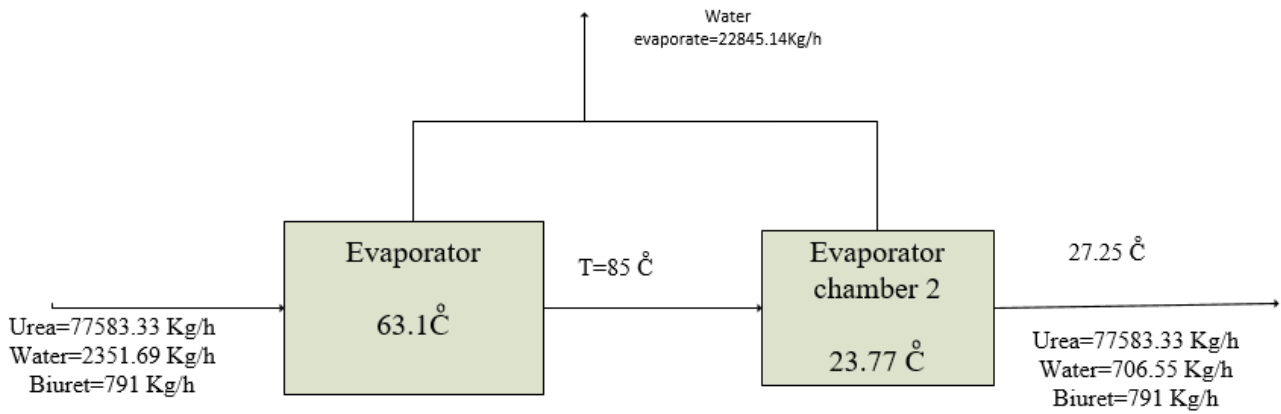 Water
evaporate=22845.14Kg/h
Evaporator
63.1C̊
T=85 C̊
Evaporator
chamber 2
23.77 C̊
27.25 C̊
Urea=77583.33 Kg/h
Water=2351.69 Kg/h
Biuret=791 Kg/h
Urea=77583.33 Kg/h
Water=706.55 Kg/h
Biuret=791 Kg/h